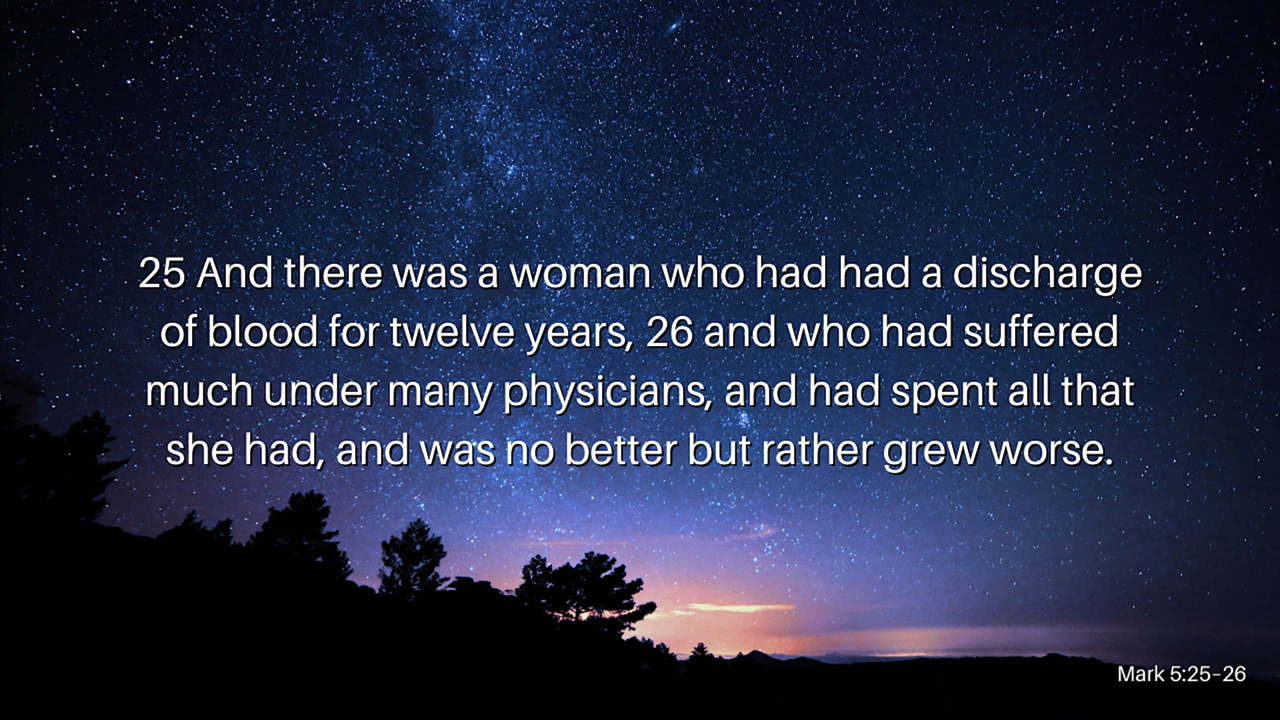 25 And there was a woman who had had a discharge
of blood for twelve years, 26 and who had suffered
much under many physicians, and had spent all that
she had, and was no better but rather grew worse.
Mark 5:25–26